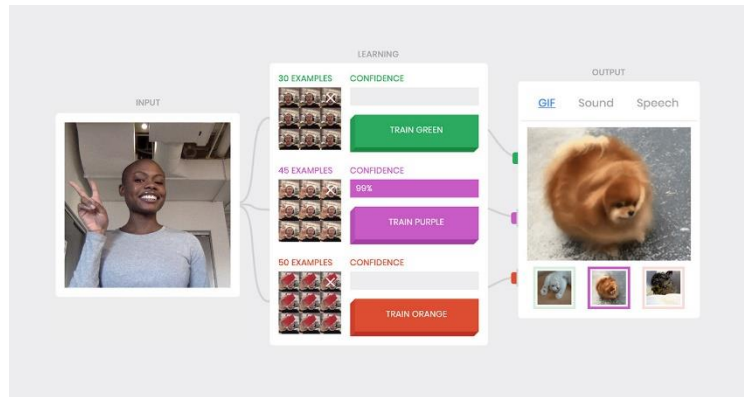 LEARNING
OUTPUT
INPUT
30 EXAMPLES CONFIDENCE
TRAIN GREEN
45 EXAMPLES CONFIDENCE
99%
TRAIN PURPLE
50 EXAMPLES CONFIDENCE
TRAIN ORANGE
GIF Sound Speech